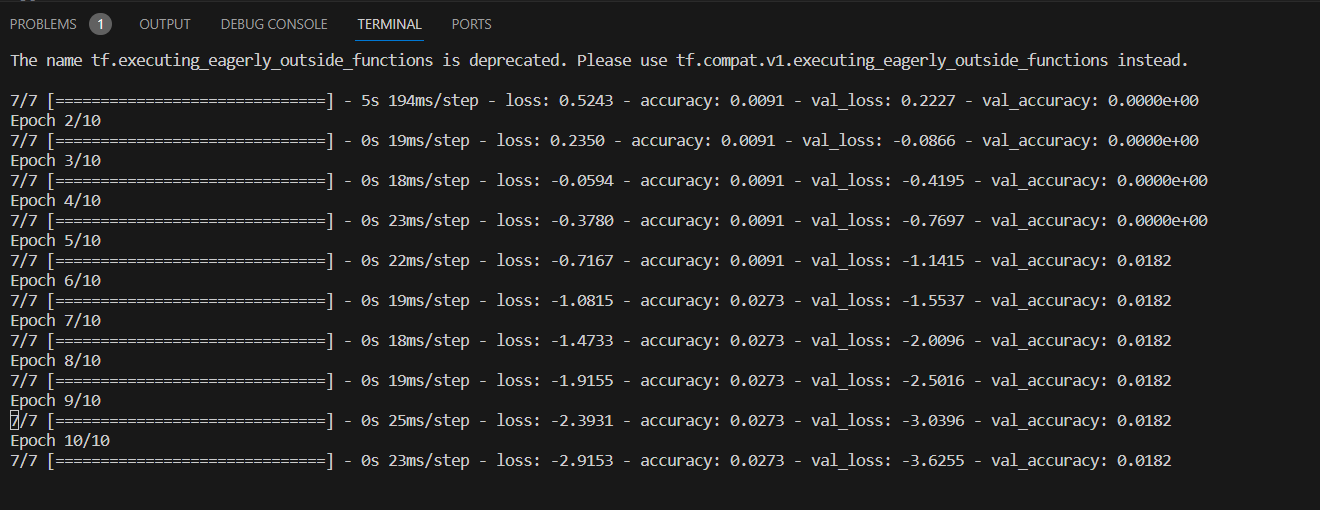 PROBLEMS 1 OUTPUT DEBUG CONSOLE TERMINAL PORTS
The name tf.executing_eagerly_outside_functions is deprecated. Please use tf.compat.v1.executing_eagerly_outside_functions instead.
7/7 [==============================] - 5s 194ms/step - loss: 0.5243 - accuracy: 0.0091 - val_loss: 0.2227 - val_accuracy: 0.0000e+00
Epoch 2/10
7/7 [==============================] - 0s 19ms/step - loss: 0.2350 - accuracy: 0.0091 - val_loss: -0.0866 - val_accuracy: 0.0000e+00
Epoch 3/10
7/7 [==============================] - 0s 18ms/step - loss: -0.0594 - accuracy: 0.0091 - val_loss: -0.4195 - val_accuracy: 0.0000e+00
Epoch 4/10
7/7 [==============================] - 0s 23ms/step - loss: -0.3780 - accuracy: 0.0091 - val_loss: -0.7697 - val_accuracy: 0.0000e+00
Epoch 5/10
7/7 [==============================] - 0s 22ms/step - loss: -0.7167 - accuracy: 0.0091 - val_loss: -1.1415 - val_accuracy: 0.0182
Epoch 6/10
7/7 [==============================] - 0s 19ms/step - loss: -1.0815 - accuracy: 0.0273 - val_loss: -1.5537 - val_accuracy: 0.0182
Epoch 7/10
7/7 [==============================] - 0s 18ms/step - loss: -1.4733 - accuracy: 0.0273 - val_loss: -2.0096 - val_accuracy: 0.0182
Epoch 8/10
7/7 [==============================] - 0s 19ms/step - loss: -1.9155 - accuracy: 0.0273 - val_loss: -2.5016 - val_accuracy: 0.0182
Epoch 9/10
7/7 [==============================] - 0s 25ms/step - loss: -2.3931 - accuracy: 0.0273 - val_loss: -3.0396 - val_accuracy: 0.0182
Epoch 10/10
7/7 [==============================] - 0s 23ms/step - loss: -2.9153 - accuracy: 0.0273 - val_loss: -3.6255 - val_accuracy: 0.0182